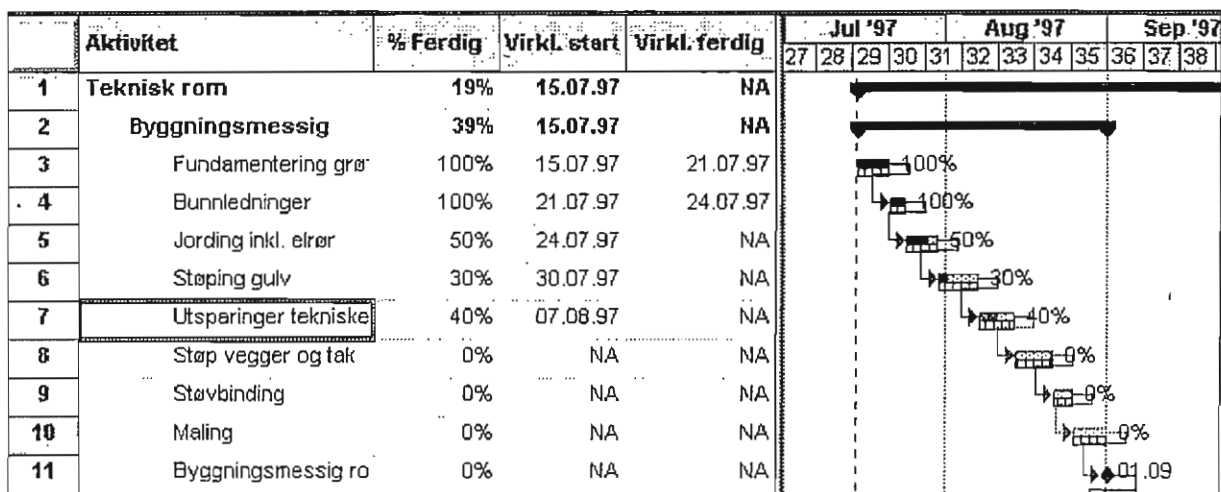 Aktivitet % Ferdig Virkl. start Virkl. ferdig Jul '97 Aug '97 Sep '97
27 28 29 30 31 32 33 34 35 36 37 38
1 Teknisk rom 19% 15.07.97 NA
2 Byggningsmessig 39% 15.07.97 NA
3 Fundamentering grø 100% 15.07.97 21.07.97 100%
4 Bunnledninger 100% 21.07.97 24.07.97 100%
5 Jording inkl. elrør 50% 24.07.97 NA 50%
6 Støping gulv 30% 30.07.97 NA 30%
7 Utsparinger tekniske 40% 07.08.97 NA 40%
8 Støp vegger og tak 0% NA NA 0%
9 Støvbinding 0% NA NA 0%
10 Maling 0% NA NA 0%
11 Byggningsmessig ro 0% NA NA 01.09